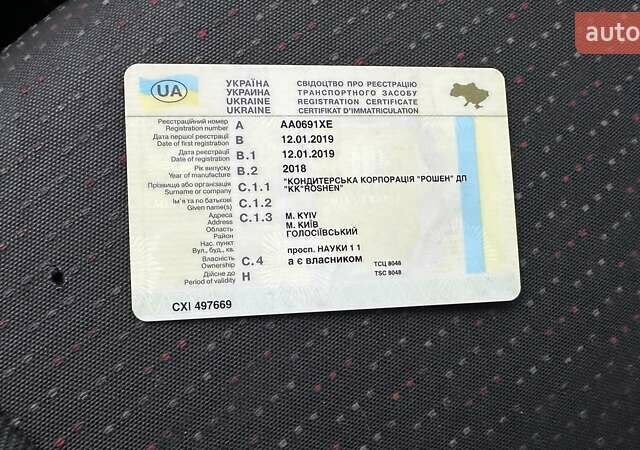 auto
UA
УКРАЇНА
УКРАИНА
UKRAINE
UKRAINE
СВІДОЦТВО ПРО РЕЄСТРАЦІЮ
ТРАНСПОРТНОГО ЗАСОБУ
REGISTRATION CERTIFICATE
CERTIFICAT D'IMMATRICULATION
Реєстраційний номер
Registration number A AA0691XE
Дата першої реєстрації
Date of first registration B 12.01.2019
Дата реєстрації
Date of registration B.1 12.01.2019
Рік випуску
Year of manufacture B.2 2018
Прізвище або організація
Surname or company C.1.1 "КОНДИТЕРСЬКА КОРПОРАЦІЯ "РОШЕН" ДП
"KK"ROSHEN"
Ім'я та по батькові
Given name(s) C.1.2
Адреса
Address C.1.3 M. KYIV
Область М. КИЇВ
Район ГОЛОСІЇВСЬКИЙ
Нас. пункт
Вул., буд., кв. просп. НАУКИ 1 1
Власність
Ownership C.4 а є власником ТСЦ 8048
Дійсне до
Period of validity H TSC 8048
CXI 497669